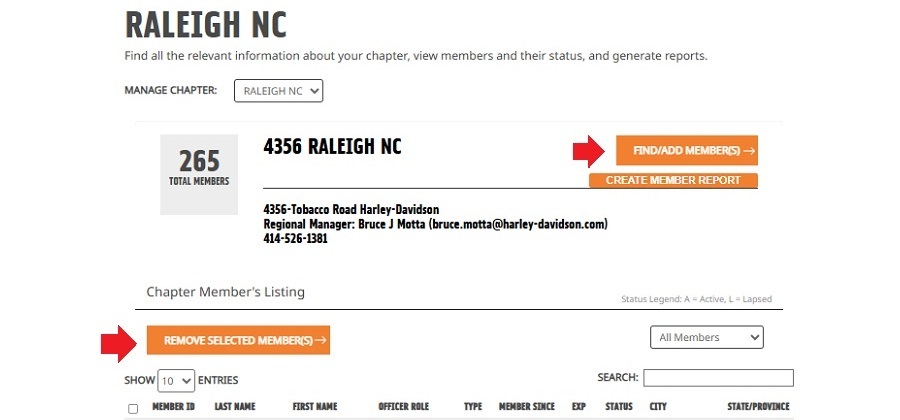 RALEIGH NC
Find all the relevant information about your chapter, view members and their status, and generate reports.
MANAGE CHAPTER: RALEIGH NC
265
TOTAL MEMBERS
4356 RALEIGH NC
FIND/ADD MEMBER(S) →
CREATE MEMBER REPORT
4356-Tobacco Road Harley-Davidson
Regional Manager: Bruce J Motta (bruce.motta@harley-davidson.com)
414-526-1381
Chapter Member's Listing
Status Legend: A = Active, L = Lapsed
REMOVE SELECTED MEMBER(S) →
All Members
SHOW 10 ENTRIES
SEARCH:
MEMBER ID LAST NAME FIRST NAME OFFICER ROLE TYPE MEMBER SINCE EXP STATUS CITY STATE/PROVINCE